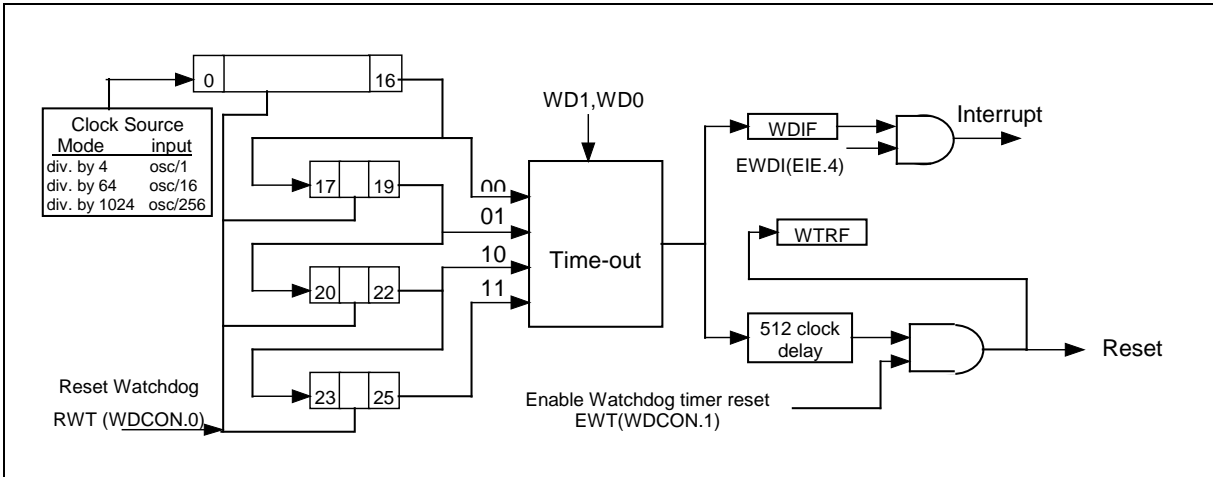 0
16
Clock Source
Mode input
div. by 4 osc/1
div. by 64 osc/16
div. by 1024 osc/256
17 19
20 22
23 25
Reset Watchdog
RWT (WDCON.0)
WD1,WD0
00
01
10
11
Time-out
WDIF
EWDI(EIE.4)
Interrupt
WTRF
512 clock
delay
Reset
Enable Watchdog timer reset
EWT(WDCON.1)